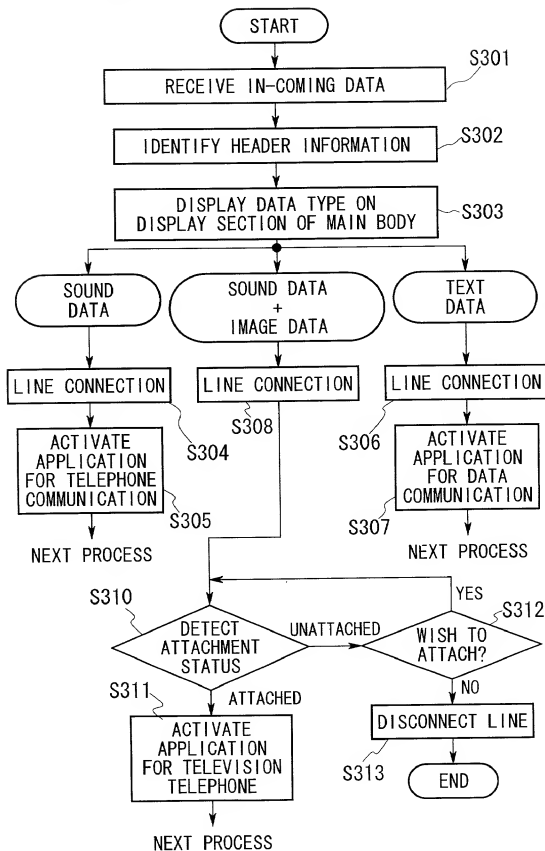 START
S301
RECEIVE IN-COMING DATA
S302
IDENTIFY HEADER INFORMATION
S303
DISPLAY DATA TYPE ON
DISPLAY SECTION OF MAIN BODY
SOUND
DATA
SOUND DATA
+
IMAGE DATA
TEXT
DATA
LINE CONNECTION
S304
LINE CONNECTION
S308
LINE CONNECTION
S306
ACTIVATE
APPLICATION
FOR TELEPHONE
COMMUNICATION
S305
NEXT PROCESS
ACTIVATE
APPLICATION
FOR DATA
COMMUNICATION
S307
NEXT PROCESS
S310
DETECT
ATTACHMENT
STATUS
UNATTACHED
YES
S312
WISH TO
ATTACH?
S311
ATTACHED
NO
ACTIVATE
APPLICATION
FOR TELEVISION
TELEPHONE
DISCONNECT LINE
S313
END
NEXT PROCESS